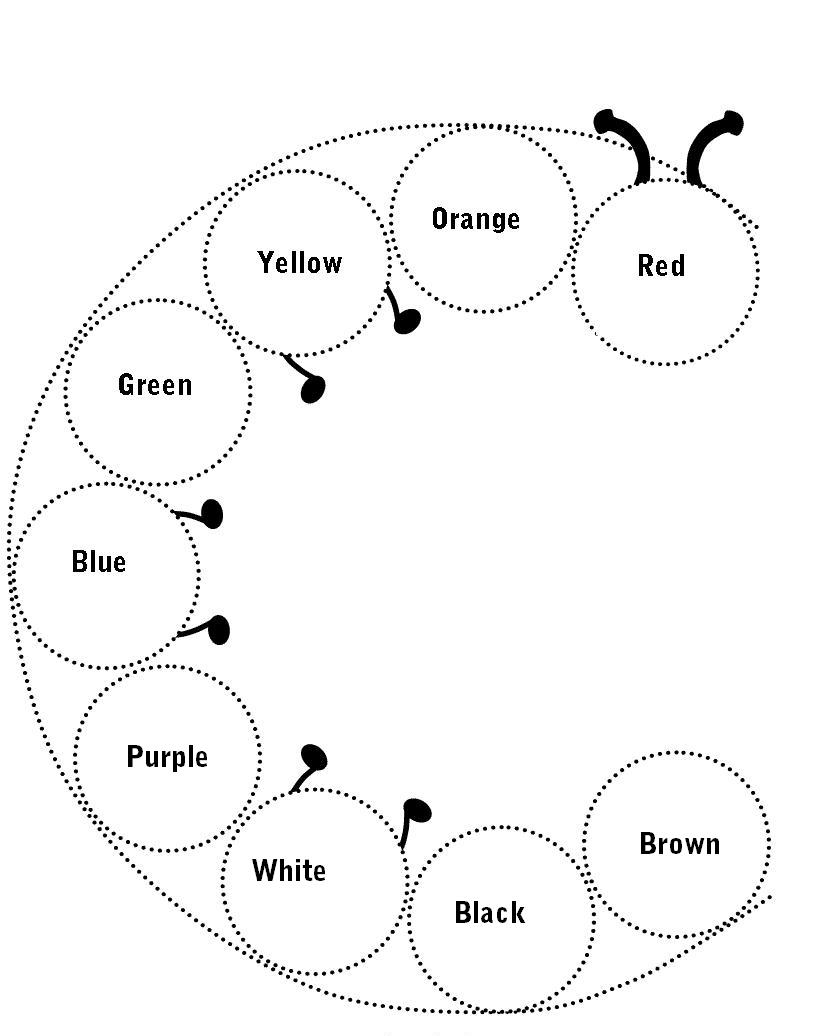 Red
Orange
Yellow
Green
Blue
Purple
White
Black
Brown